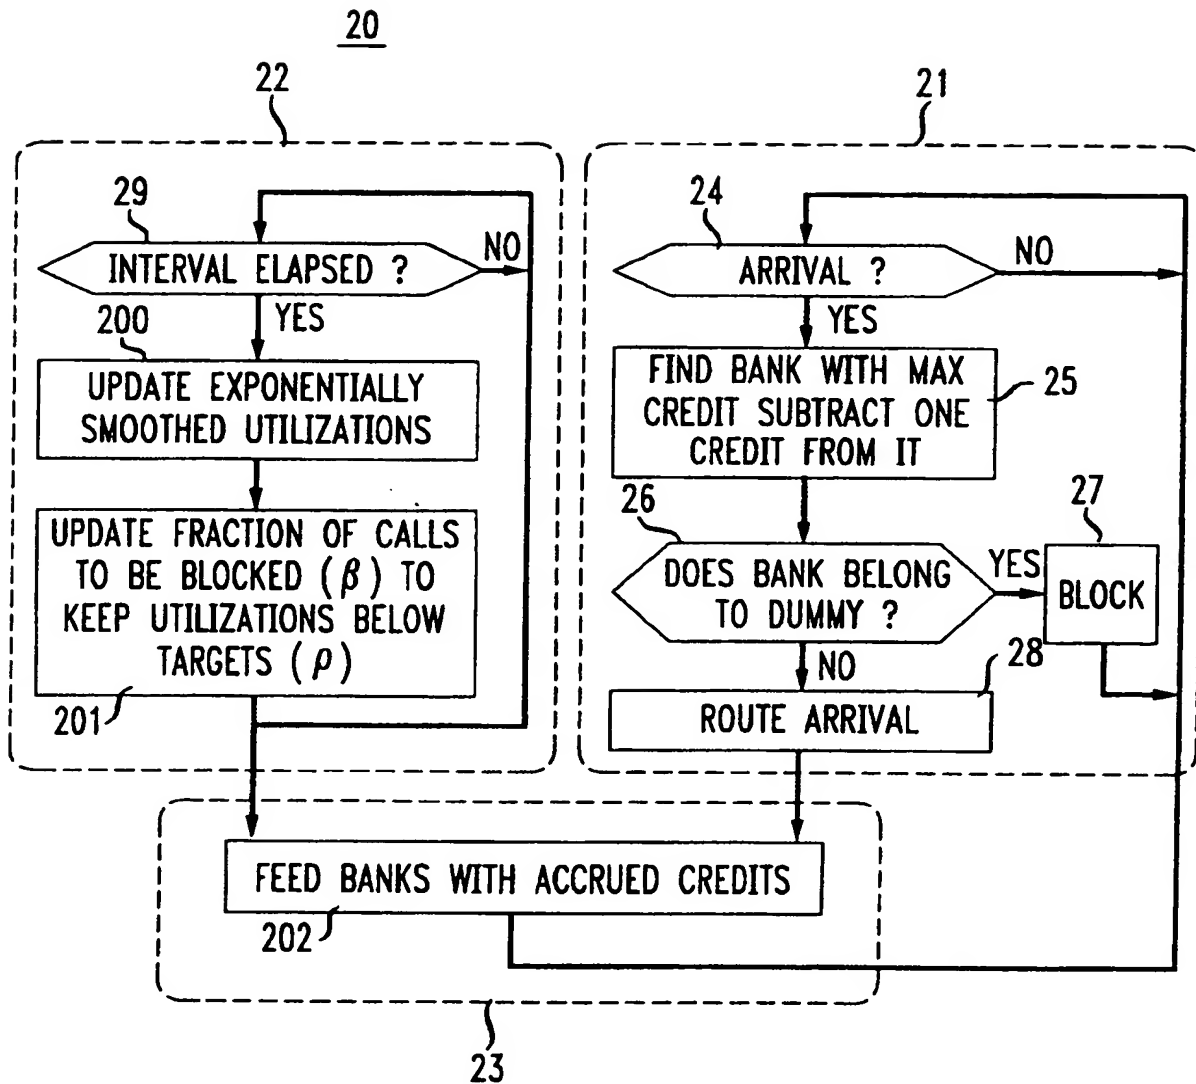 20
22
21
29
INTERVAL ELAPSED ?
NO
YES
200
UPDATE EXPONENTIALLY
SMOOTHED UTILIZATIONS
UPDATE FRACTION OF CALLS
TO BE BLOCKED (β) TO
KEEP UTILIZATIONS BELOW
TARGETS (ρ)
201
24
ARRIVAL ?
NO
YES
FIND BANK WITH MAX
CREDIT SUBTRACT ONE
CREDIT FROM IT
25
26
DOES BANK BELONG
TO DUMMY ?
YES
27
BLOCK
NO
28
ROUTE ARRIVAL
FEED BANKS WITH ACCRUED CREDITS
202
23